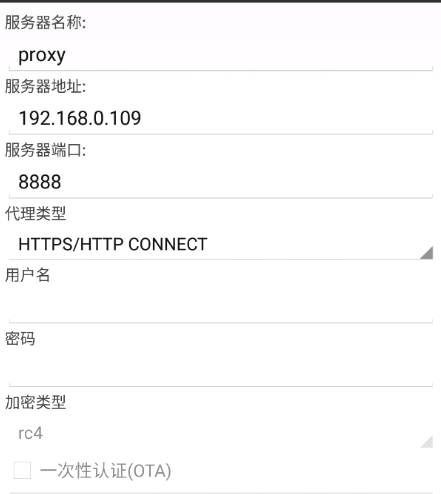 服务器名称:
proxy
服务器地址:
192.168.0.109
服务器端口:
8888
代理类型
HTTPS/HTTP CONNECT
用户名
密码
加密类型
rc4
一次性认证(OTA)